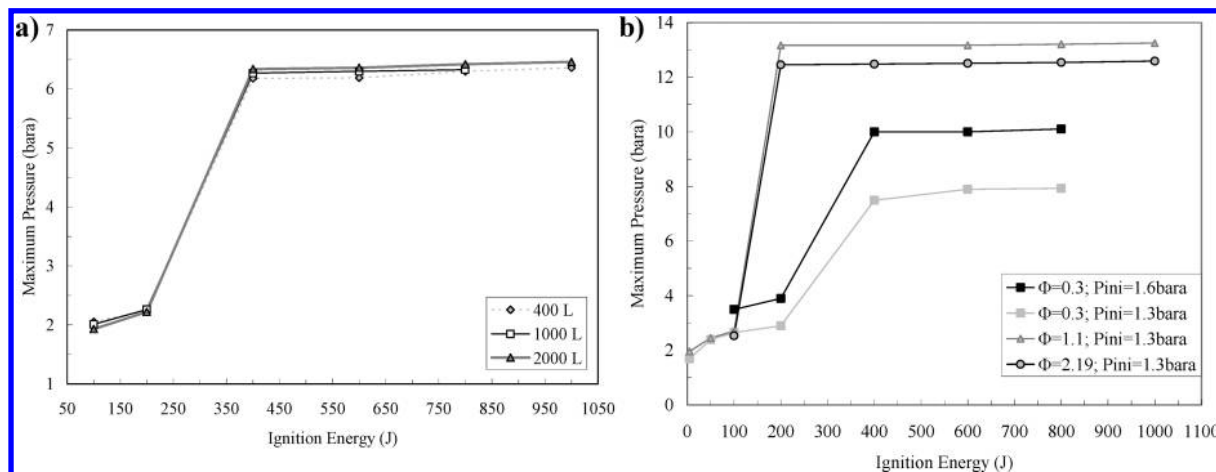 a)
7
6
5
4
3
2
1
Maximum Pressure (bara)
400 L
1000 L
2000 L
50 150 250 350 450 550 650 750 850 950 1050
Ignition Energy (J)
b)
14
12
10
8
6
4
2
0
Maximum Pressure (bara)
Φ=0.3; Pini=1.6bara
Φ=0.3; Pini=1.3bara
Φ=1.1; Pini=1.3bara
Φ=2.19; Pini=1.3bara
0 100 200 300 400 500 600 700 800 900 1000 1100
Ignition Energy (J)